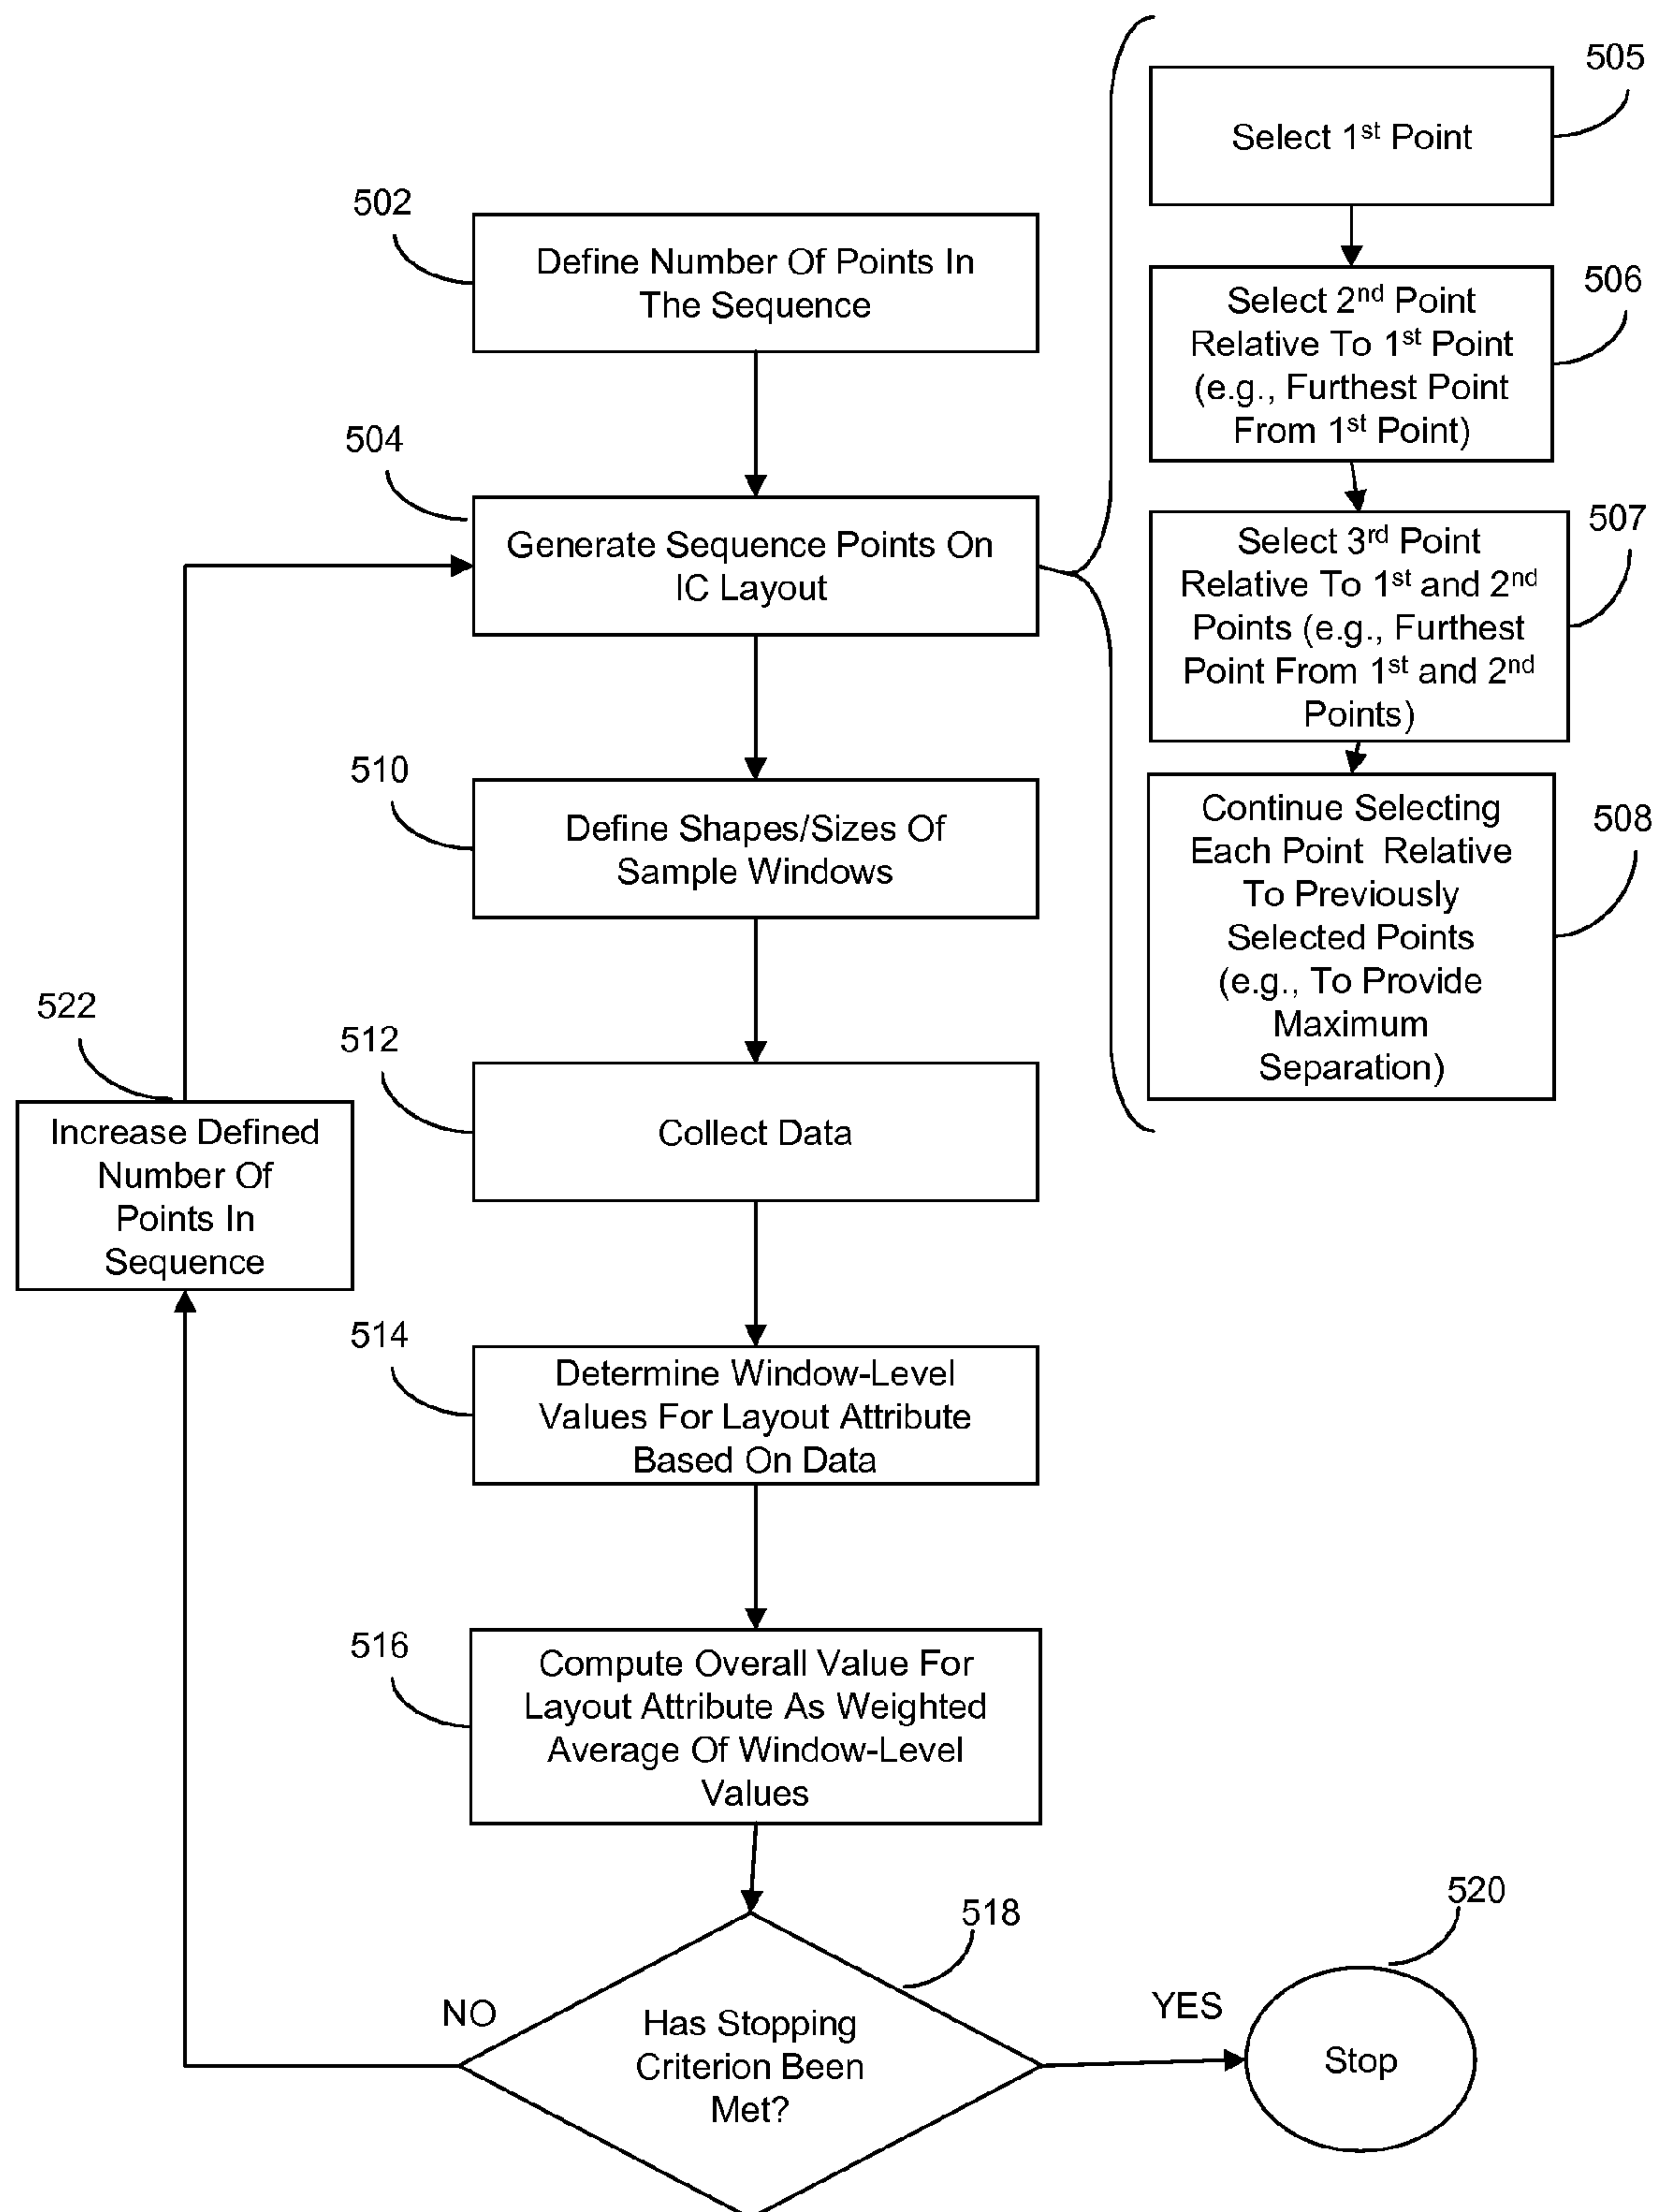 505
Select 1st Point
502
Define Number Of Points In
The Sequence
506
Select 2nd Point
Relative To 1st Point
(e.g., Furthest Point
From 1st Point)
504
Generate Sequence Points On
IC Layout
507
Select 3rd Point
Relative To 1st and 2nd
Points (e.g., Furthest
Point From 1st and 2nd
Points)
510
Define Shapes/Sizes Of
Sample Windows
508
Continue Selecting
Each Point Relative
To Previously
Selected Points
(e.g., To Provide
Maximum
Separation)
522
Increase Defined
Number Of
Points In
Sequence
512
Collect Data
514
Determine Window-Level
Values For Layout Attribute
Based On Data
516
Compute Overall Value For
Layout Attribute As Weighted
Average Of Window-Level
Values
518
Has Stopping
Criterion Been
Met?
NO
YES
520
Stop